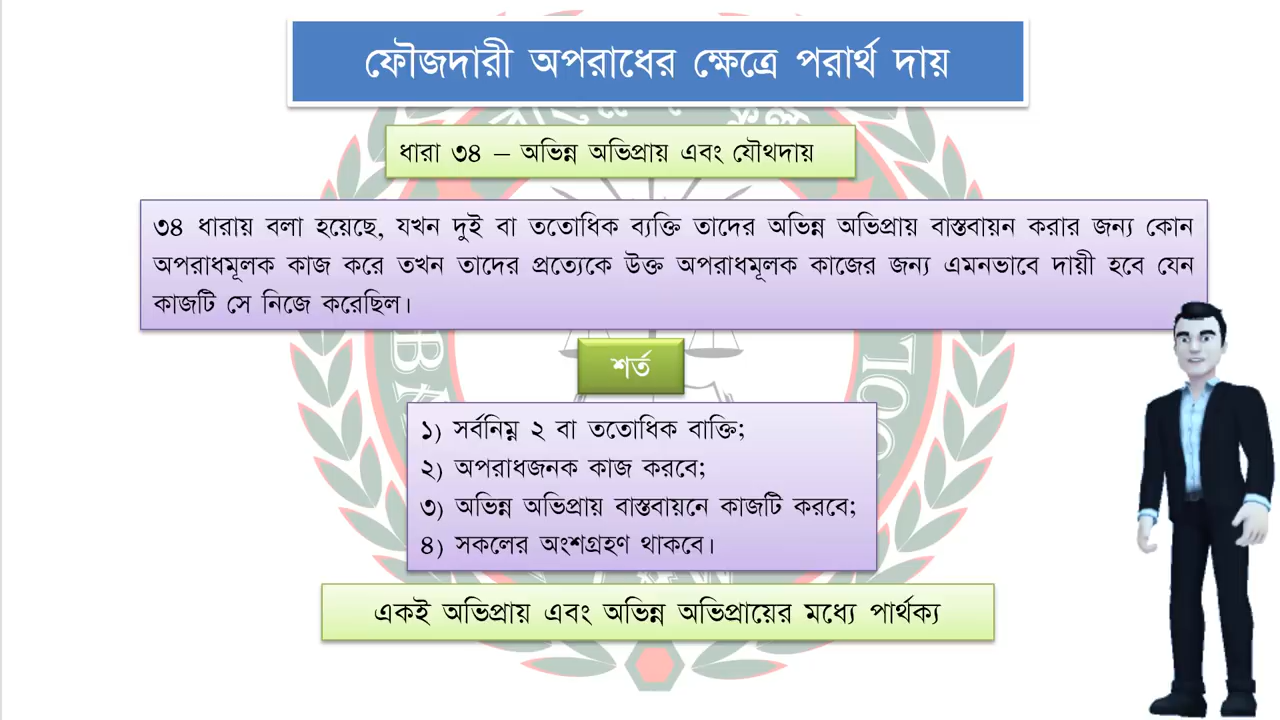 ফৌজদারী অপরাধের ক্ষেত্রে পরার্থ দায়
ধারা ৩৪ – অভিন্ন অভিপ্রায় এবং যৌথদায়
৩৪ ধারায় বলা হয়েছে, যখন দুই বা ততোধিক ব্যক্তি তাদের অভিন্ন অভিপ্রায় বাস্তবায়ন করার জন্য কোন
অপরাধমূলক কাজ করে তখন তাদের প্রত্যেকে উক্ত অপরাধমূলক কাজের জন্য এমনভাবে দায়ী হবে যেন
কাজটি সে নিজে করেছিল।
শর্ত
১) সর্বনিম্ন ২ বা ততোধিক ব্যক্তি;
২) অপরাধজনক কাজ করবে;
৩) অভিন্ন অভিপ্রায় বাস্তবায়নে কাজটি করবে;
৪) সকলের অংশগ্রহণ থাকবে।
একই অভিপ্রায় এবং অভিন্ন অভিপ্রায়ের মধ্যে পার্থক্য